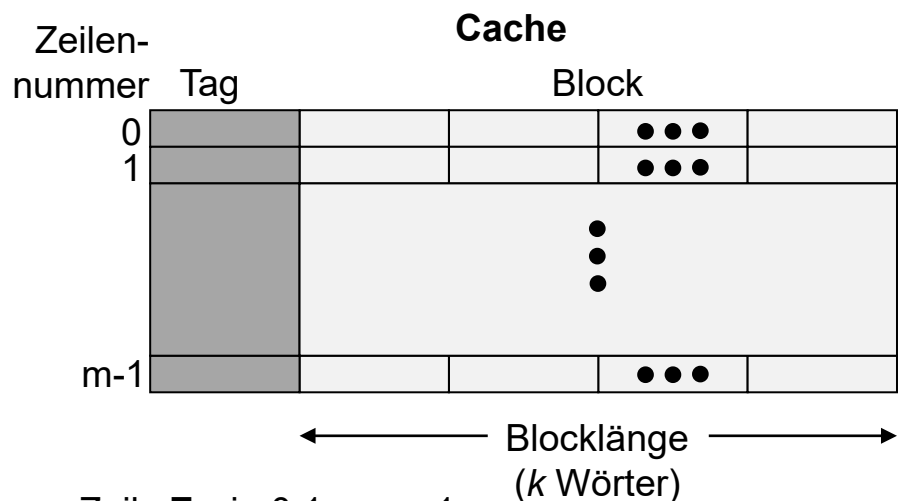 Cache
Zeilen-
nummer Tag Block
0
1
m-1
Blocklänge
(k Wörter)